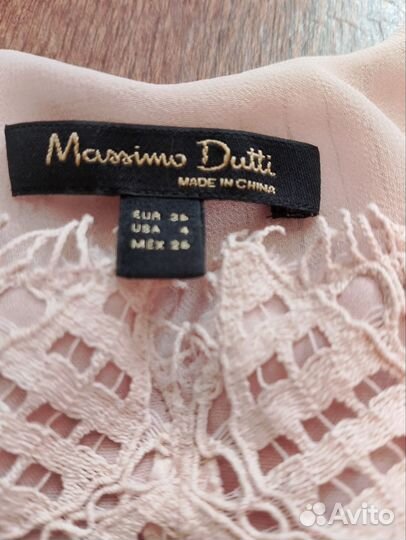 Massimo Dutti
MADE IN CHINA
EUR 36
USA 4
MEX 26
Avito